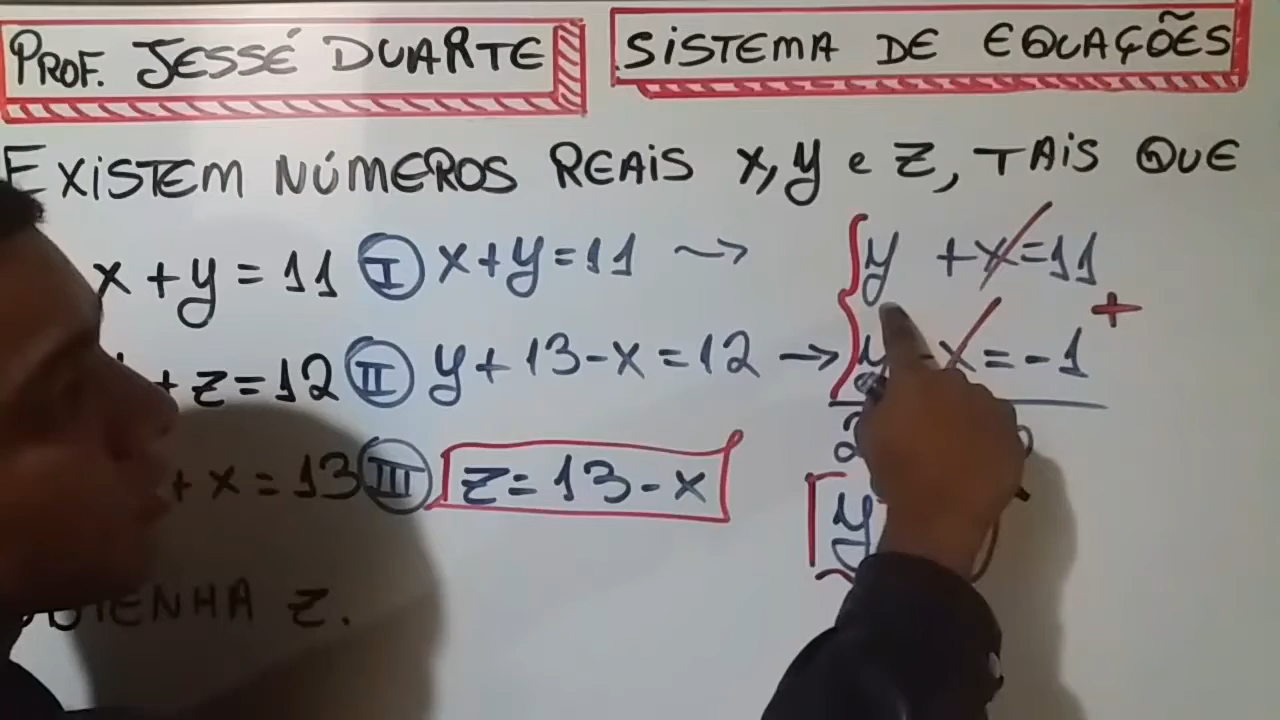 PROF. JESSÉ DUARTE
SISTEMA DE EQUAÇÕES
EXISTEM NÚMEROS REAIS x, y e z, TAIS QUE
x + y = 11 I x + y = 11 → y + x = 11
+
+ z = 12 II y + 13 - x = 12 → y - x = -1
+ x = 13 III z = 13 - x
y
z.